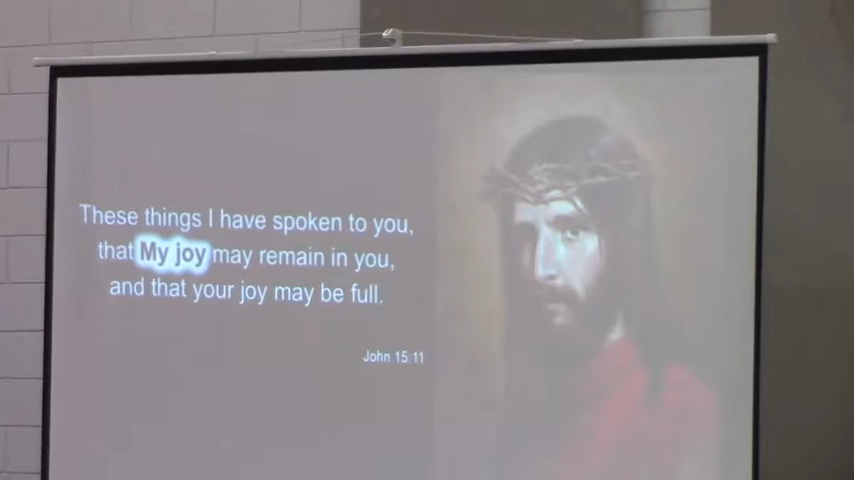 These things I have spoken to you,
that My joy may remain in you,
and that your joy may be full.
John 15:11